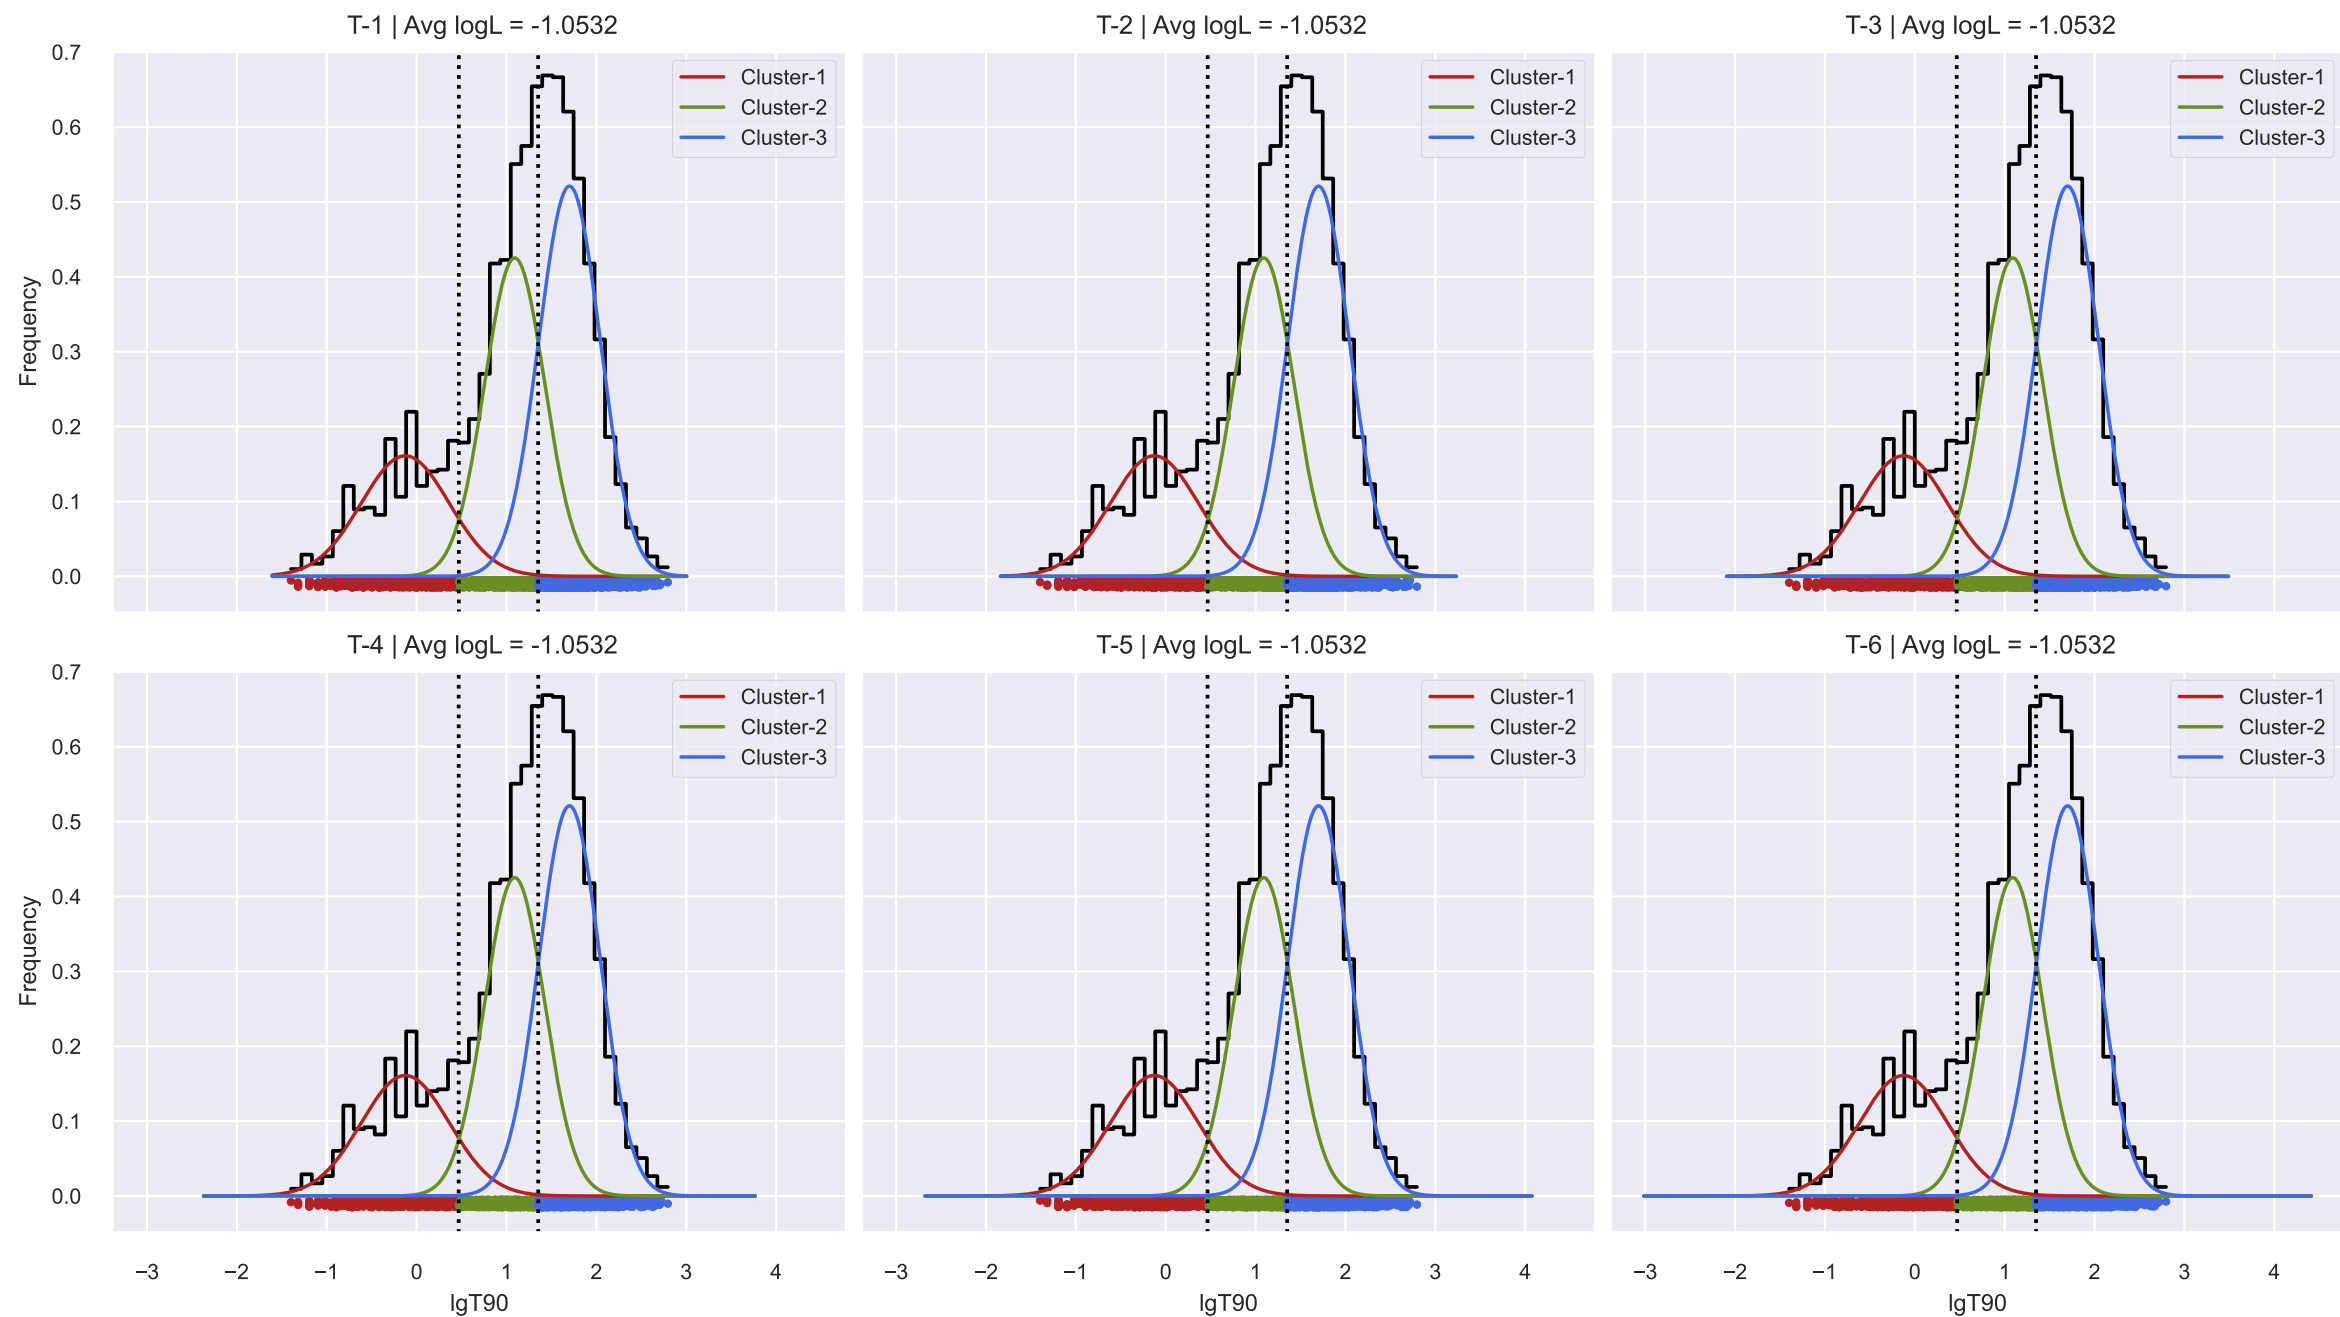 T-1 | Avg logL = -1.0532
T-2 | Avg logL = -1.0532
T-3 | Avg logL = -1.0532
0.7
0.6
0.5
0.4
0.3
0.2
0.1
0.0
Frequency
Cluster-1
Cluster-2
Cluster-3
Cluster-1
Cluster-2
Cluster-3
Cluster-1
Cluster-2
Cluster-3
T-4 | Avg logL = -1.0532
T-5 | Avg logL = -1.0532
T-6 | Avg logL = -1.0532
0.7
0.6
0.5
0.4
0.3
0.2
0.1
0.0
Frequency
Cluster-1
Cluster-2
Cluster-3
Cluster-1
Cluster-2
Cluster-3
Cluster-1
Cluster-2
Cluster-3
−3 −2 −1 0 1 2 3 4
−3 −2 −1 0 1 2 3 4
−3 −2 −1 0 1 2 3 4
lgT90
lgT90
lgT90